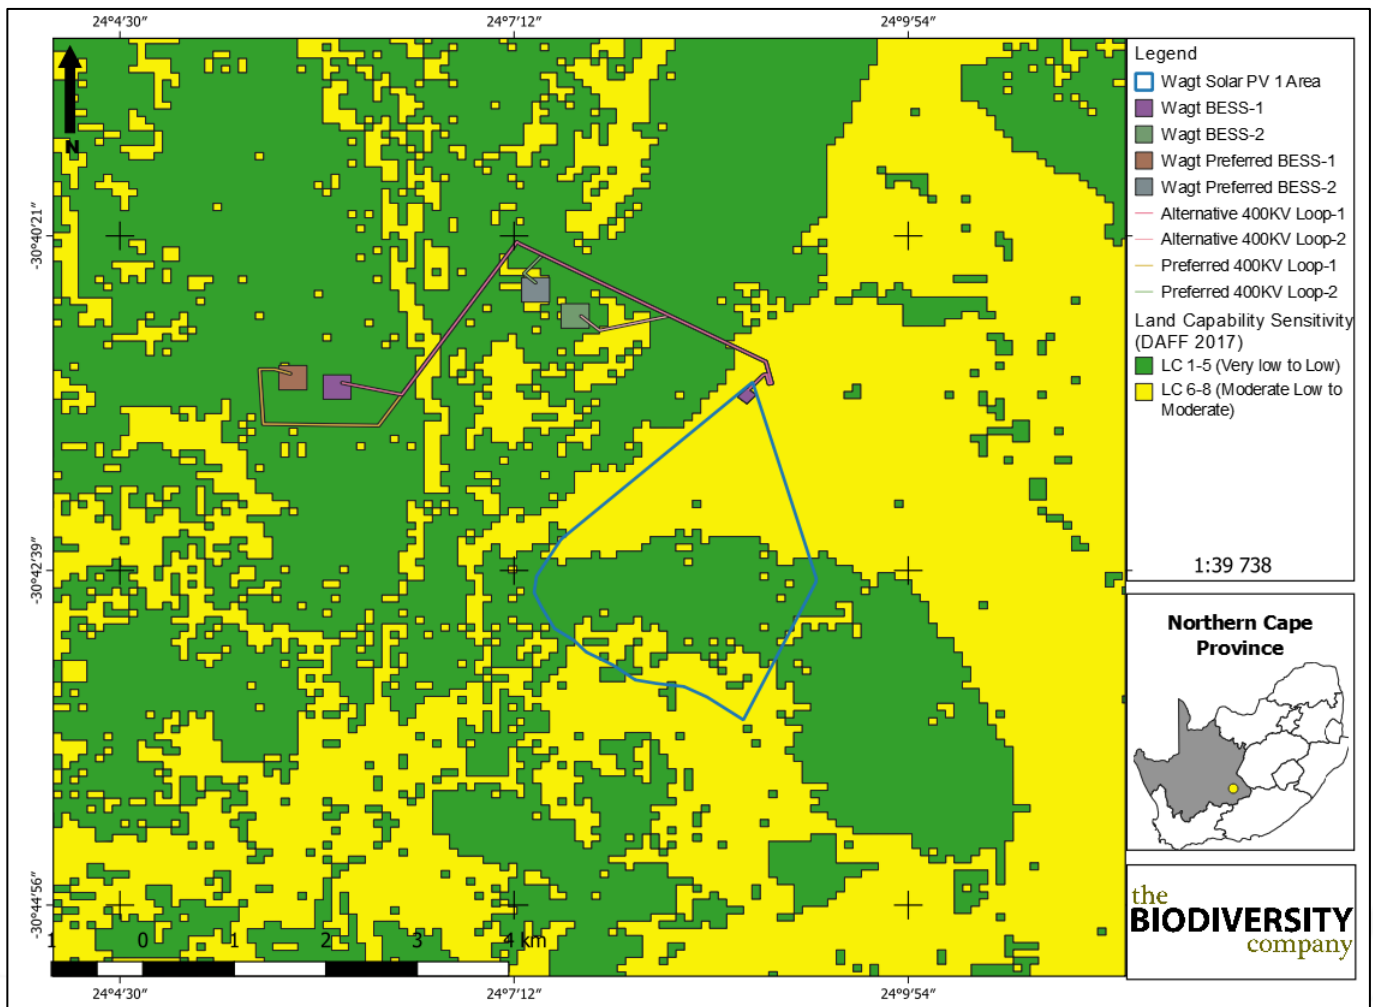 24°4'30" 24°7'12" 24°9'54"
-30°40'21"
-30°42'39"
-30°44'56"
N
1 0 1 2 3 4 km
24°4'30" 24°7'12" 24°9'54"
Legend
Wagt Solar PV 1 Area
Wagt BESS-1
Wagt BESS-2
Wagt Preferred BESS-1
Wagt Preferred BESS-2
Alternative 400KV Loop-1
Alternative 400KV Loop-2
Preferred 400KV Loop-1
Preferred 400KV Loop-2
Land Capability Sensitivity
(DAFF 2017)
LC 1-5 (Very low to Low)
LC 6-8 (Moderate Low to
Moderate)
1:39 738
Northern Cape
Province
the
BIODIVERSITY
company